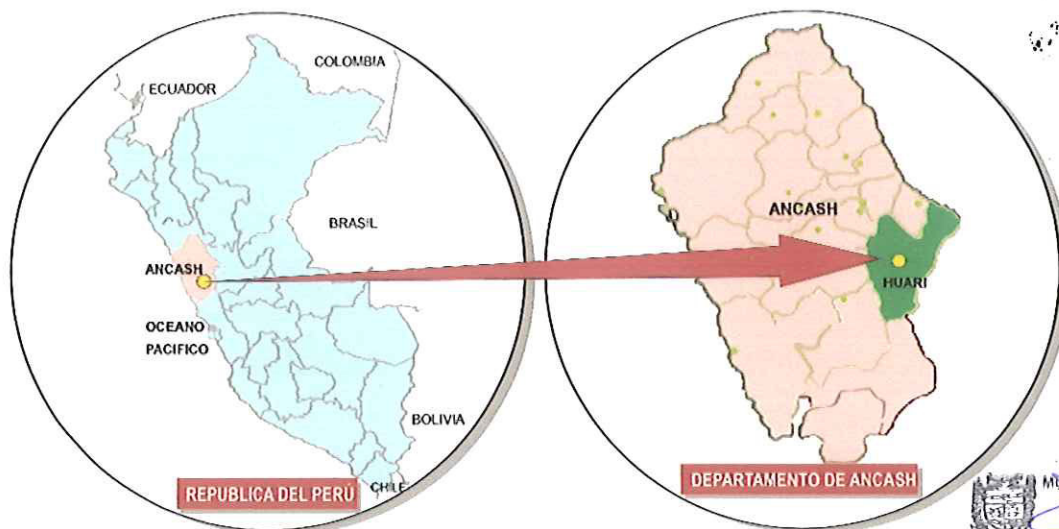 COLOMBIA
ECUADOR
BRASIL
ANCASH
OCEANO
PACIFICO
BOLIVIA
CHILE
REPUBLICA DEL PERÚ
ANCASH
HUARI
DEPARTAMENTO DE ANCASH